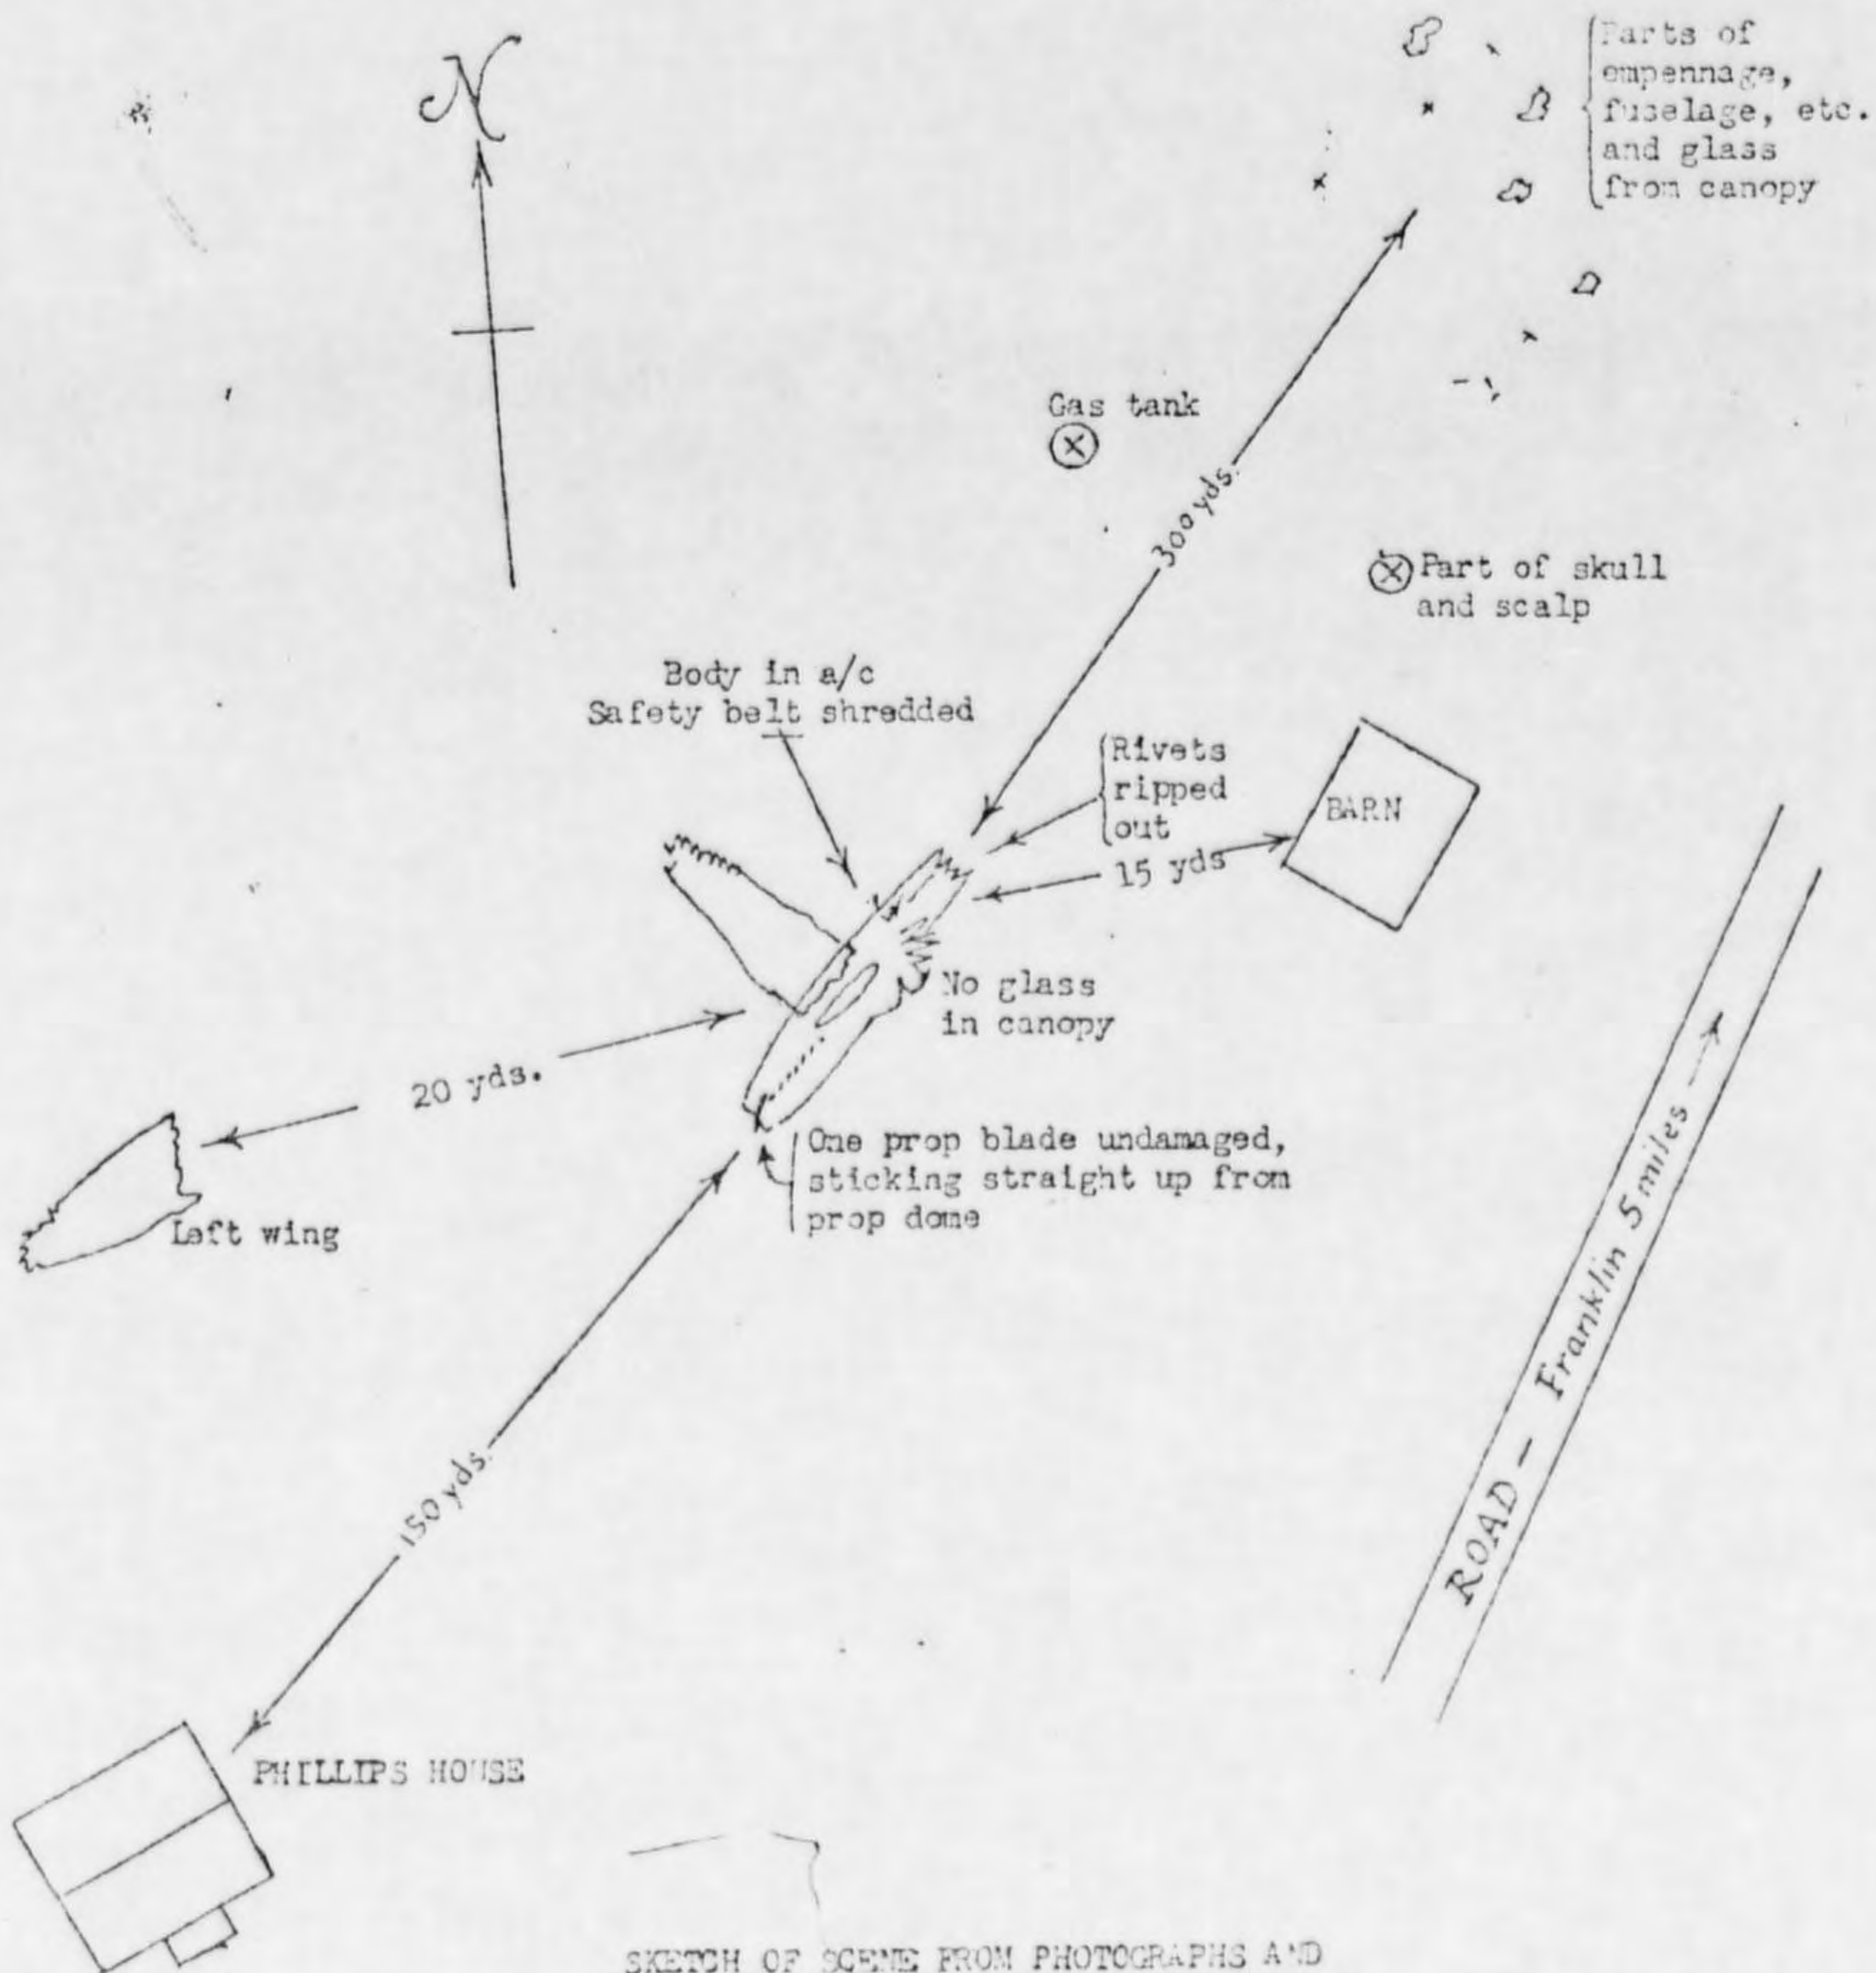 N
Parts of
empennage,
fuselage, etc.
and glass
from canopy
Gas tank
300 yds.
Part of skull
and scalp
Body in a/c
Safety belt shredded
Rivets
ripped
out
BARN
15 yds
No glass
in canopy
20 yds.
One prop blade undamaged,
sticking straight up from
prop dome
Left wing
ROAD - Franklin 5 miles
150 yds.
PHILLIPS HOUSE
SKETCH OF SCENE FROM PHOTOGRAPHS AND